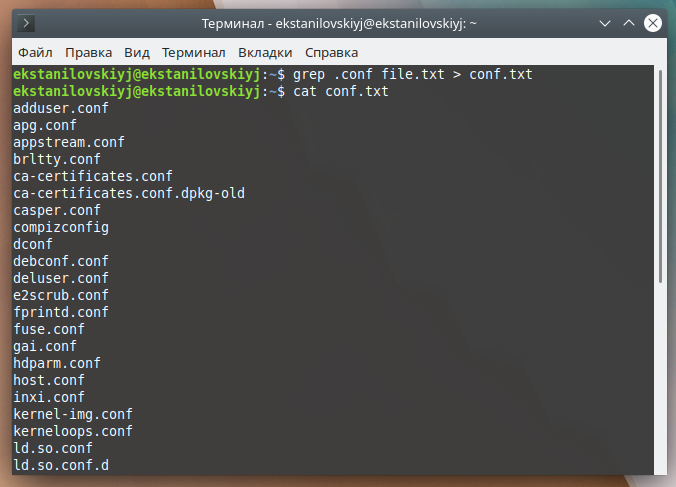 Терминал - ekstanilovskiyj@ekstanilovskiyj: ~
Файл Правка Вид Терминал Вкладки Справка
ekstanilovskiyj@ekstanilovskiyj:~$ grep .conf file.txt > conf.txt
ekstanilovskiyj@ekstanilovskiyj:~$ cat conf.txt
adduser.conf
apg.conf
appstream.conf
brltty.conf
ca-certificates.conf
ca-certificates.conf.dpkg-old
casper.conf
compizconfig
dconf
debconf.conf
deluser.conf
e2scrub.conf
fprintd.conf
fuse.conf
gai.conf
hdparm.conf
host.conf
inxi.conf
kernel-img.conf
kerneloops.conf
ld.so.conf
ld.so.conf.d